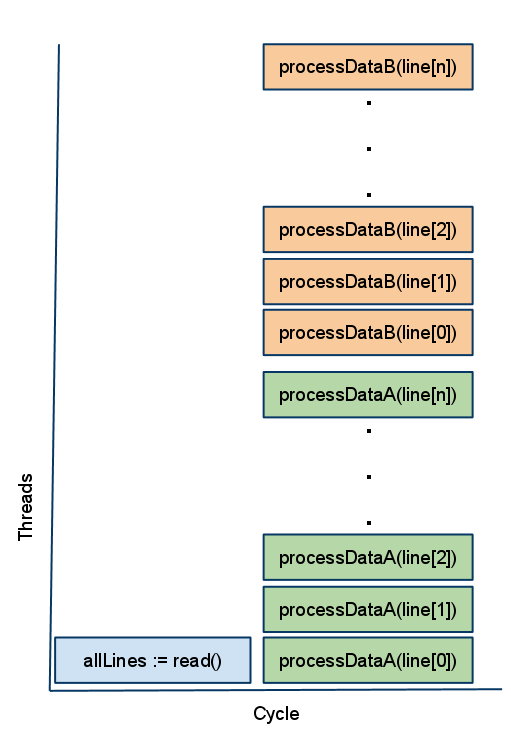 processDataB(line[n])
processDataB(line[2])
processDataB(line[1])
processDataB(line[0])
processDataA(line[n])
Threads
processDataA(line[2])
processDataA(line[1])
allLines := read()
processDataA(line[0])
Cycle